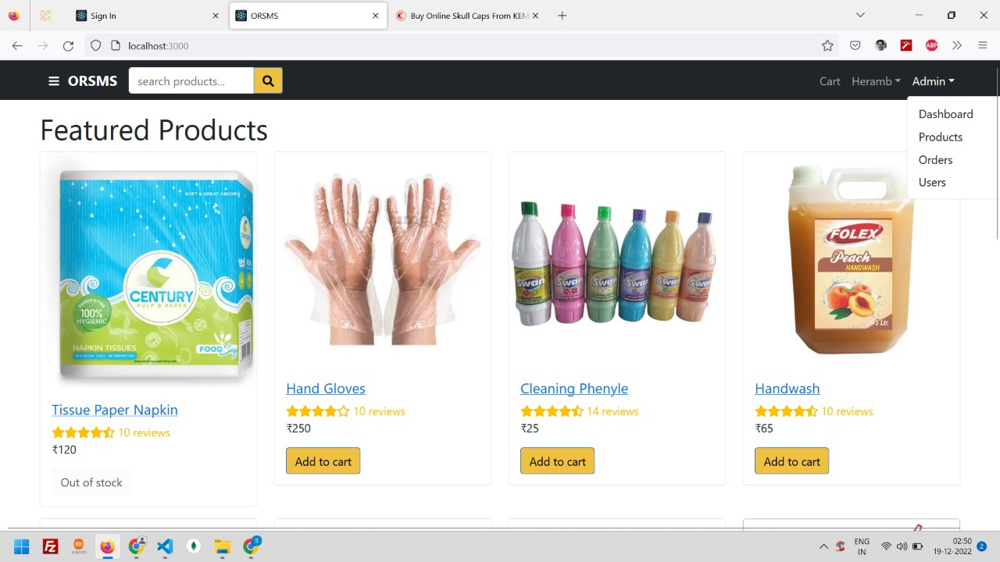 Sign In
ORSMS
Buy Online Skull Caps From KEM
localhost:3000
ABP
ORSMS
search products...
Cart
Heramb
Admin
Dashboard
Products
Orders
Users
Featured Products
SOFT & GREAT ABSOR
CENTURY
PULP & PAPER
100%
HYGIENIC
NAPKIN TISSUES
FOOD
Swan
Swan
Swan
Swan
Swan
Swan
FOLEX
Peach
HANDWASH
5 Ltr.
Tissue Paper Napkin
10 reviews
₹120
Out of stock
Hand Gloves
10 reviews
₹250
Add to cart
Cleaning Phenyle
14 reviews
₹25
Add to cart
Handwash
10 reviews
₹65
Add to cart
ENG
IN
02:50
19-12-2022
2